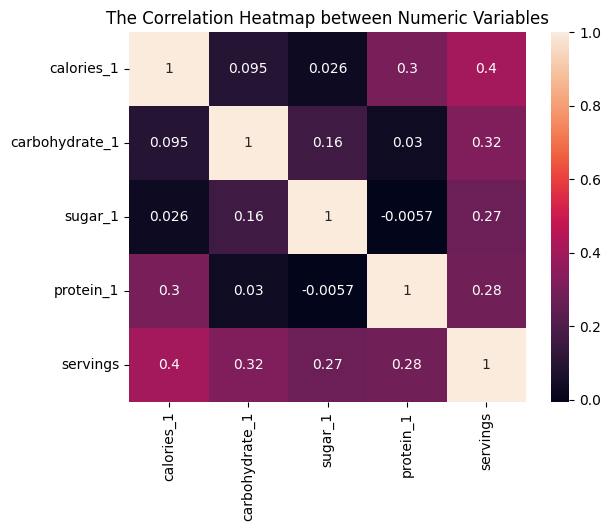 The Correlation Heatmap between Numeric Variables
calories_1 1 0.095 0.026 0.3 0.4
carbohydrate_1 0.095 1 0.16 0.03 0.32
sugar_1 0.026 0.16 1 -0.0057 0.27
protein_1 0.3 0.03 -0.0057 1 0.28
servings 0.4 0.32 0.27 0.28 1
calories_1 carbohydrate_1 sugar_1 protein_1 servings
1.0
0.8
0.6
0.4
0.2
0.0